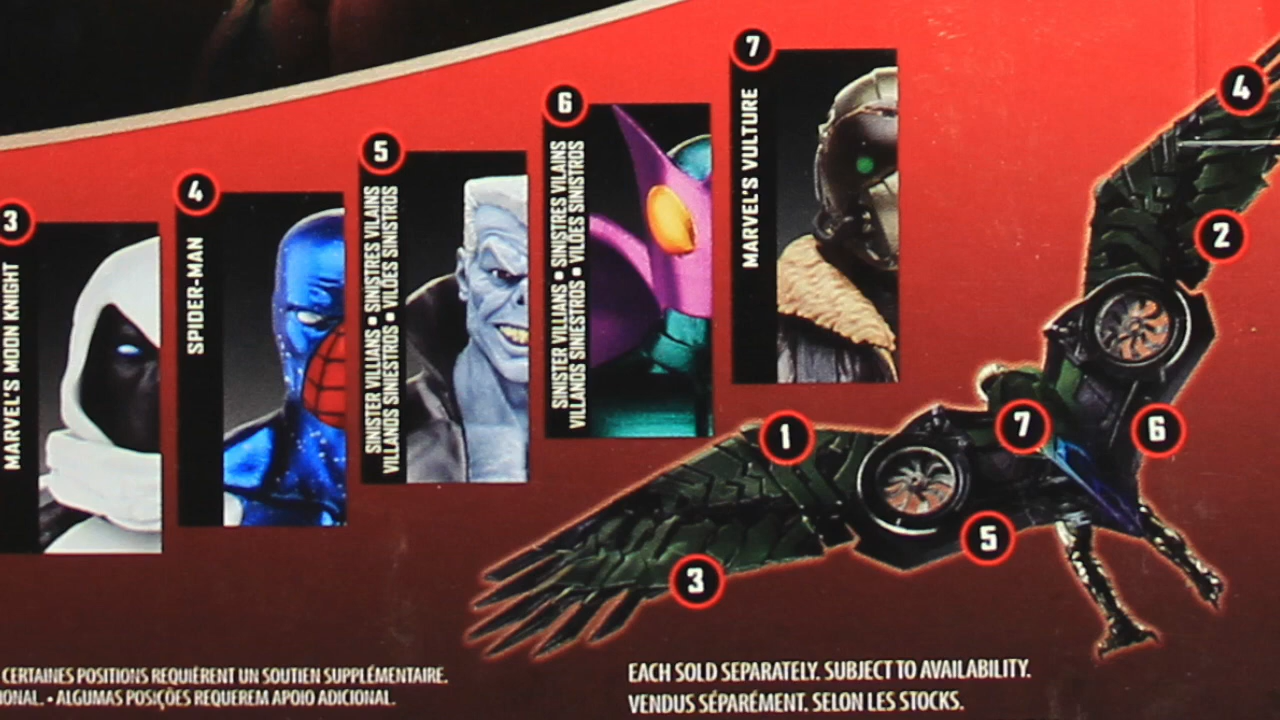 3
MARVEL'S MOON KNIGHT
4
SPIDER-MAN
5
SINISTER VILLIANS ▪ SINISTRES VILAINS
VILLANOS SINIESTROS ▪ VILÕES SINISTROS
6
SINISTER VILLIANS ▪ SINISTRES VILAINS
VILLANOS SINIESTROS ▪ VILÕES SINISTROS
7
MARVEL'S VULTURE
4
2
1
7
6
5
3
CERTAINES POSITIONS REQUIÈRENT UN SOUTIEN SUPPLÉMENTAIRE.
IONAL. • ALGUMAS POSIÇÕES REQUEREM APOIO ADICIONAL.
EACH SOLD SEPARATELY. SUBJECT TO AVAILABILITY.
VENDUS SÉPARÉMENT. SELON LES STOCKS.